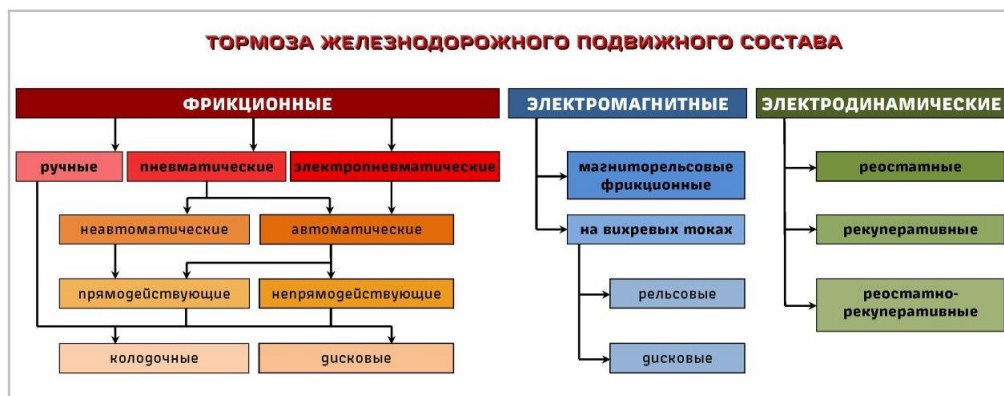 ТОРМОЗА ЖЕЛЕЗНОДОРОЖНОГО ПОДВИЖНОГО СОСТАВА
ФРИКЦИОННЫЕ
ЭЛЕКТРОМАГНИТНЫЕ
ЭЛЕКТРОДИНАМИЧЕСКИЕ
ручные
пневматические
электропневматические
магниторельсовые
фрикционные
реостатные
неавтоматические
автоматические
на вихревых токах
рекуперативные
прямодействующие
непрямодействующие
рельсовые
реостатно-
рекуперативные
колодочные
дисковые
дисковые